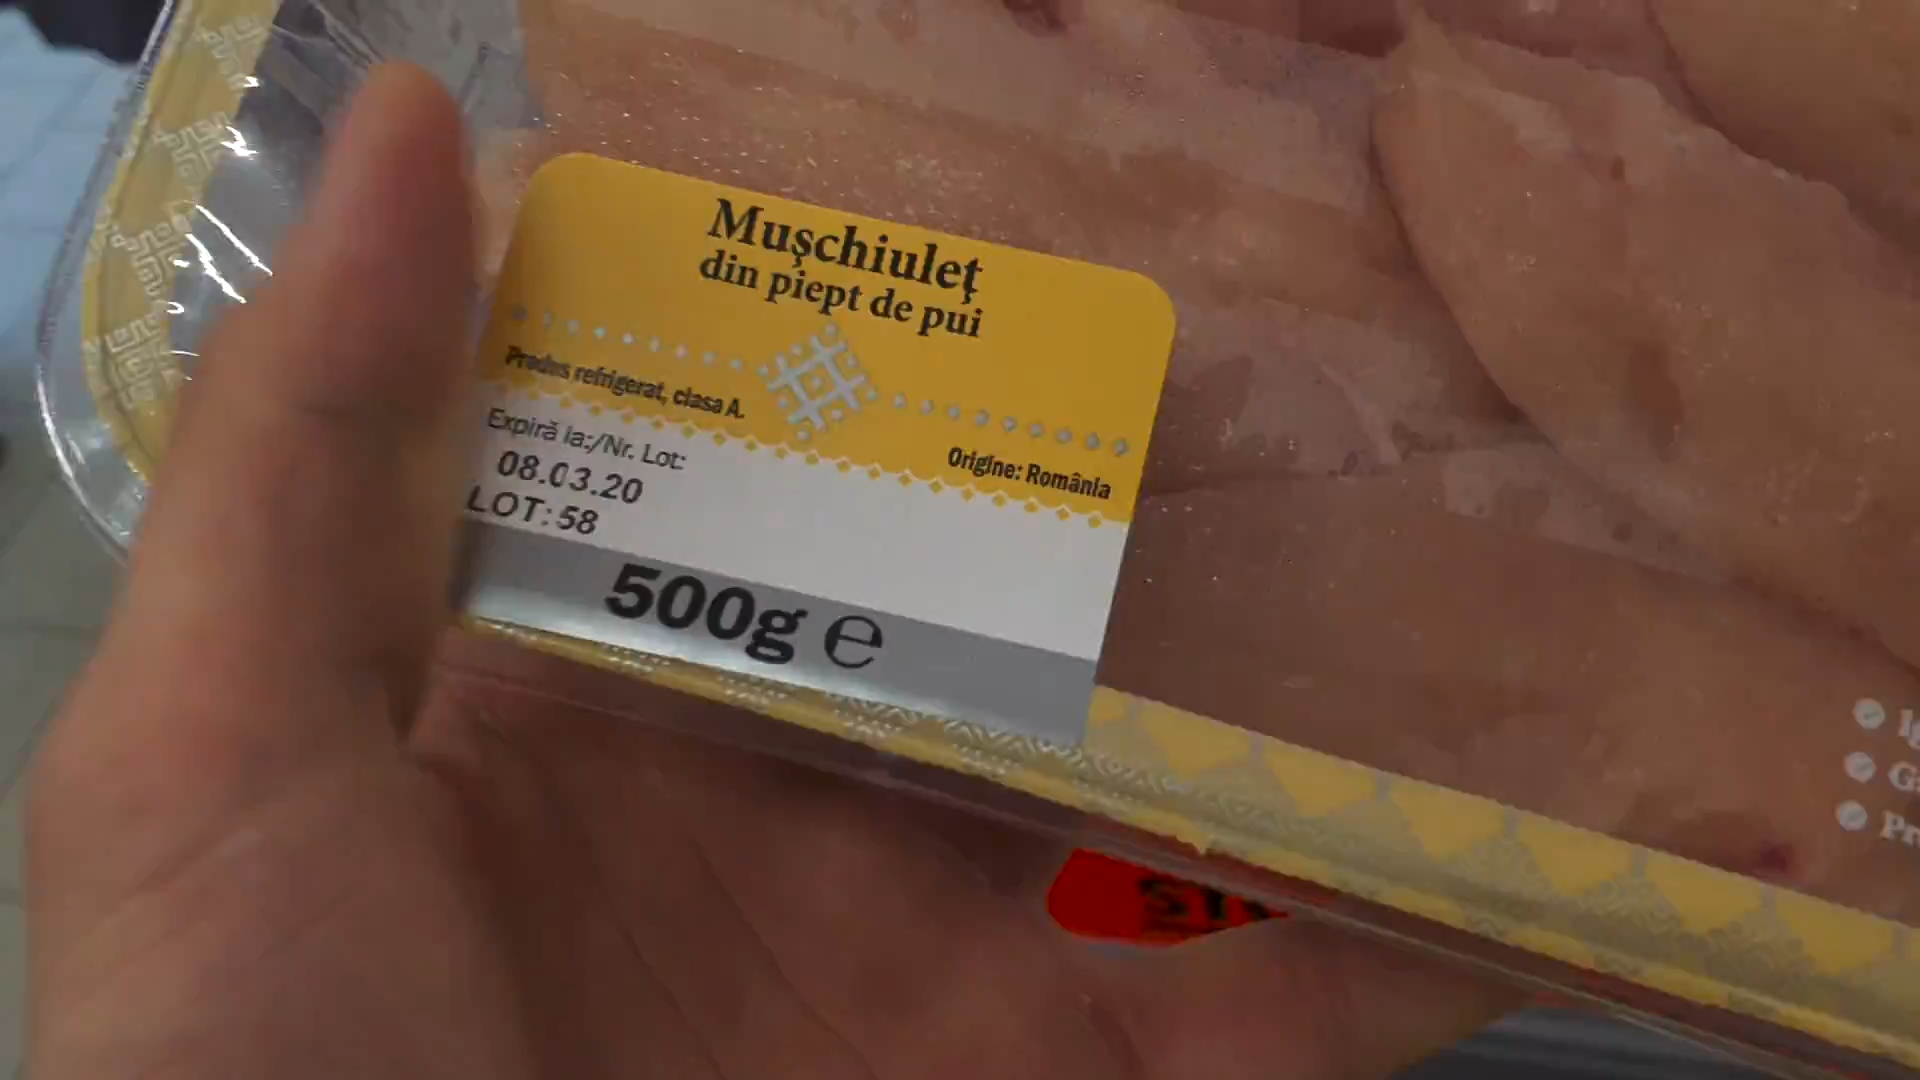 Muşchiuleţ
din piept de pui
Produs refrigerat, clasa A.
Origine: România
Expiră la:/Nr. Lot:
08.03.20
LOT: 58
500g ℮